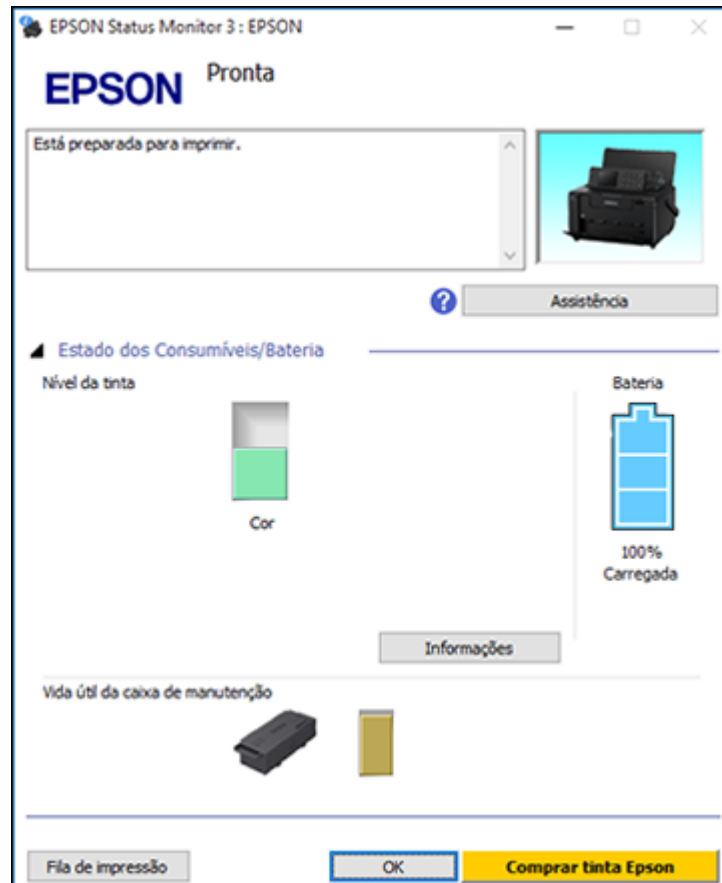 EPSON Status Monitor 3 : EPSON
EPSON
Pronta
Está preparada para imprimir.
?
Assistência
Estado dos Consumíveis/Bateria
Nível da tinta
Bateria
Cor
100%
Carregada
Informações
Vida útil da caixa de manutenção
Fila de impressão
OK
Comprar tinta Epson